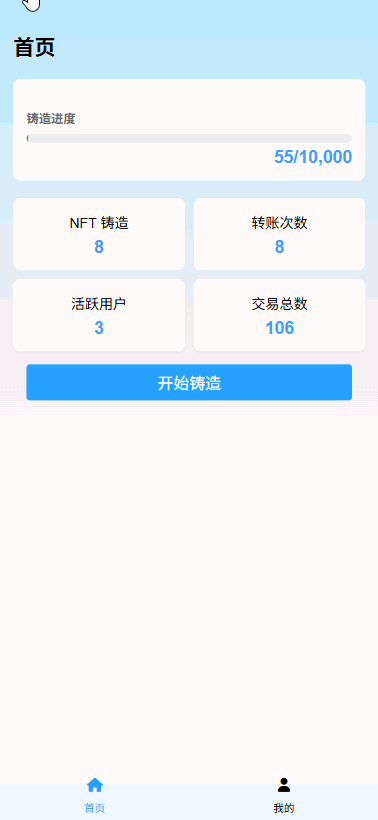 首页
铸造进度
55/10,000
NFT 铸造
8
转账次数
8
活跃用户
3
交易总数
106
开始铸造
首页
我的